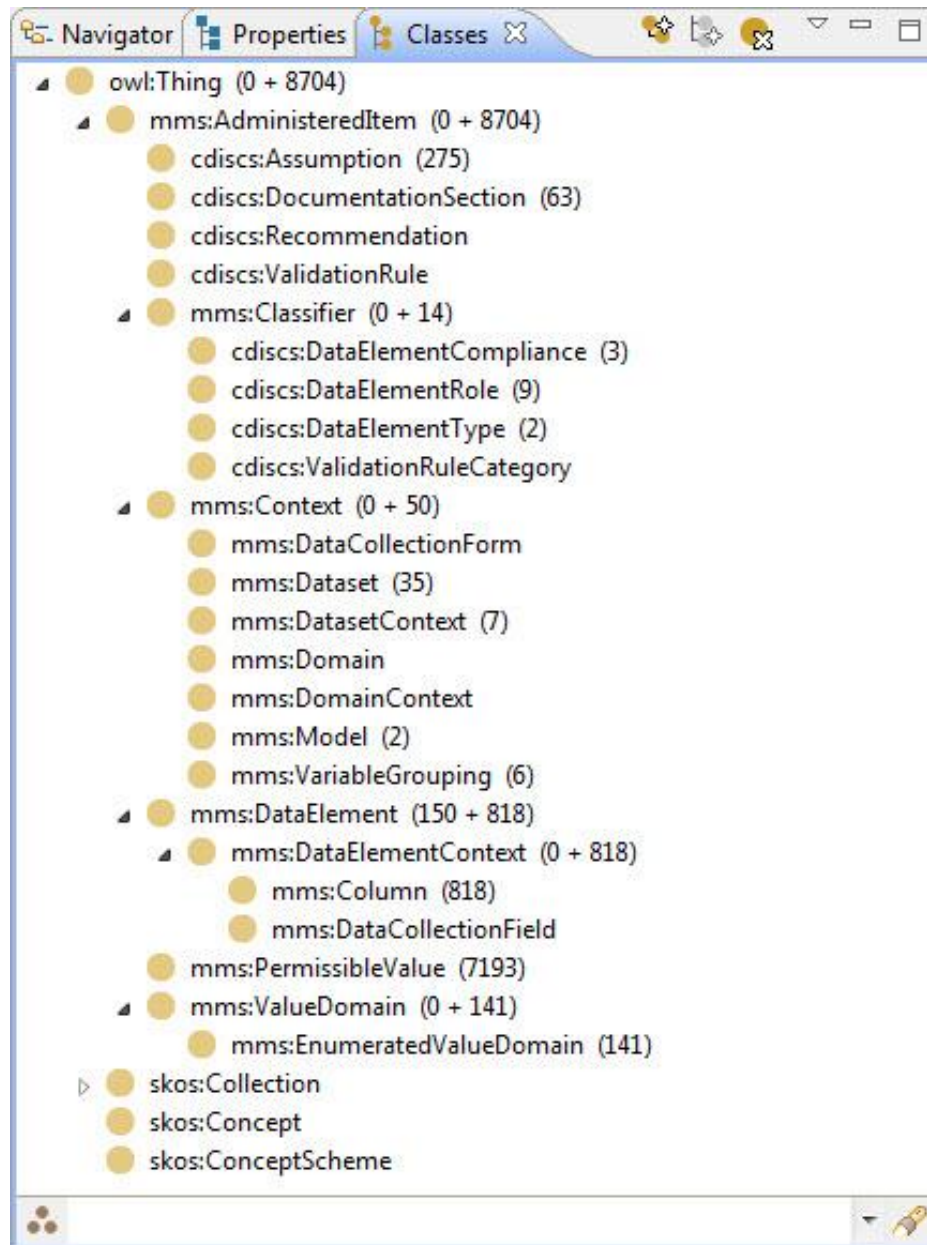 Navigator Properties Classes
owl:Thing (0 + 8704)
mms:AdministeredItem (0 + 8704)
cdiscs:Assumption (275)
cdiscs:DocumentationSection (63)
cdiscs:Recommendation
cdiscs:ValidationRule
mms:Classifier (0 + 14)
cdiscs:DataElementCompliance (3)
cdiscs:DataElementRole (9)
cdiscs:DataElementType (2)
cdiscs:ValidationRuleCategory
mms:Context (0 + 50)
mms:DataCollectionForm
mms:Dataset (35)
mms:DatasetContext (7)
mms:Domain
mms:DomainContext
mms:Model (2)
mms:VariableGrouping (6)
mms:DataElement (150 + 818)
mms:DataElementContext (0 + 818)
mms:Column (818)
mms:DataCollectionField
mms:PermissibleValue (7193)
mms:ValueDomain (0 + 141)
mms:EnumeratedValueDomain (141)
skos:Collection
skos:Concept
skos:ConceptScheme